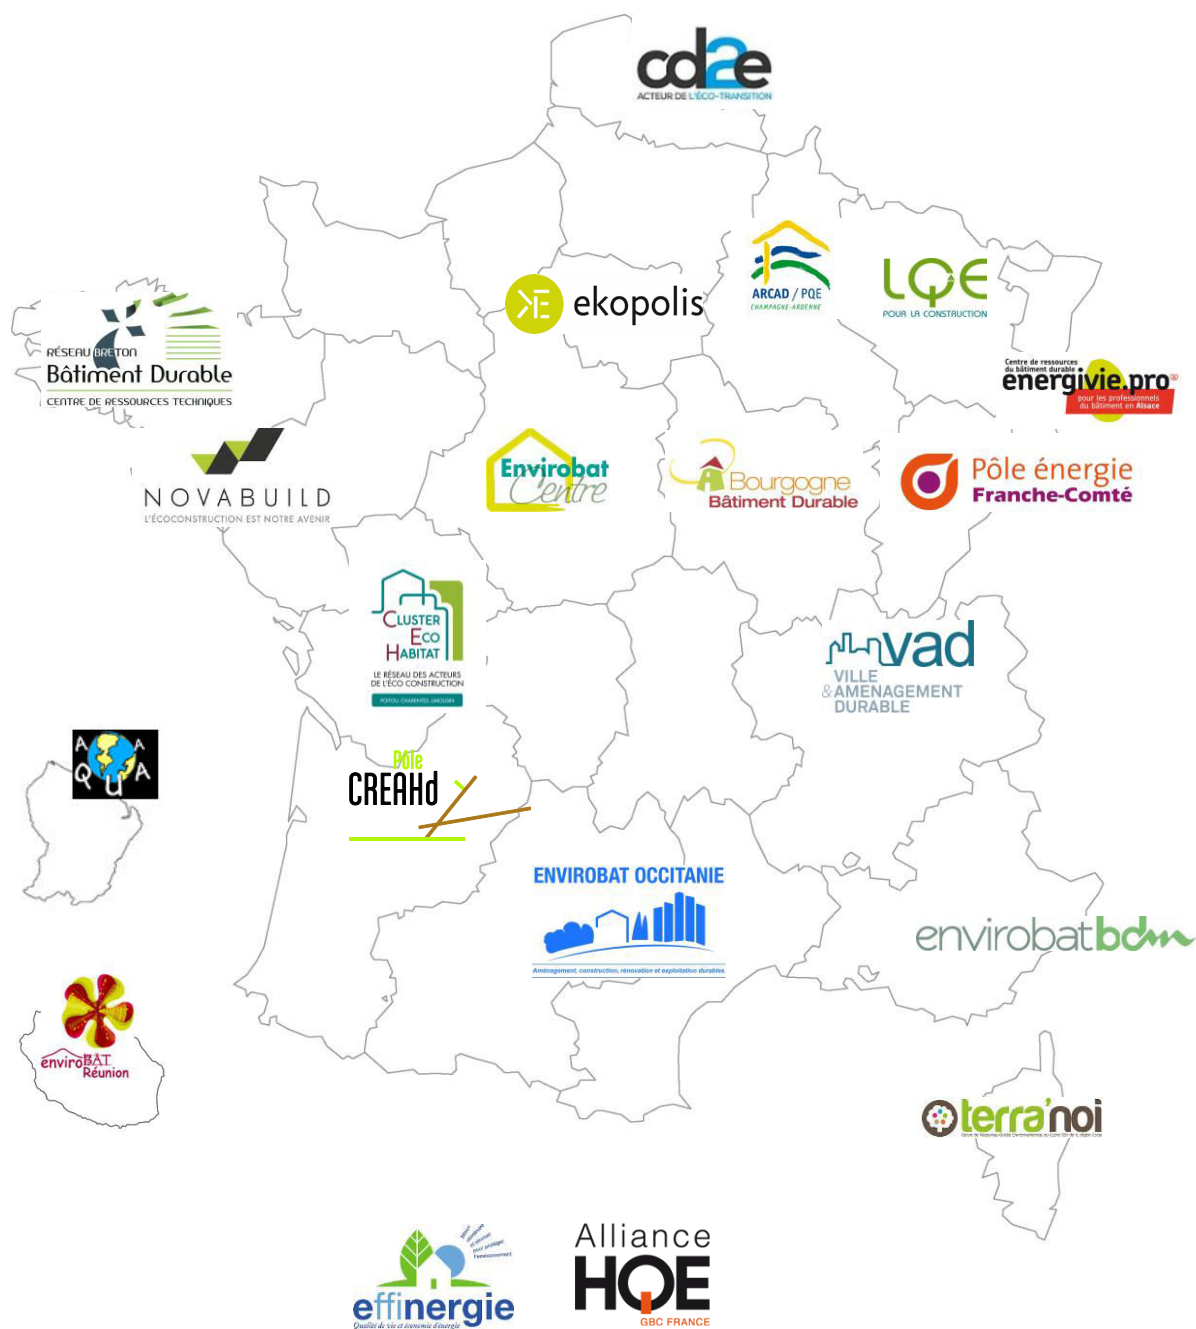 cd2e
ACTEUR DE L'ÉCO-TRANSITION
ARCAD / PQE
CHAMPAGNE-ARDENNE
LQE
POUR LA CONSTRUCTION
KE ekopolis
RÉSEAU BRETON
Bâtiment Durable
CENTRE DE RESSOURCES TECHNIQUES
Centre de ressources
du bâtiment durable
energivie.pro
pour les professionnels
du bâtiment en Alsace
NOVABUILD
L'ÉCOCONSTRUCTION EST NOTRE AVENIR
Envirobat
Centre
Bourgogne
Bâtiment Durable
Pôle énergie
Franche-Comté
CLUSTER
ECO
HABITAT
LE RÉSEAU DES ACTEURS
DE L'ÉCO CONSTRUCTION
POITOU CHARENTES LIMOUSIN
vad
VILLE
& AMENAGEMENT
DURABLE
A A
Q U A
Pôle
CREAHd
ENVIROBAT OCCITANIE
Aménagement, construction, rénovation et exploitation durables
envirobatbdm
enviroBAT
Réunion
terra'noi
effinergie
Qualité de vie et économie d'énergie
Alliance
HQE
GBC FRANCE